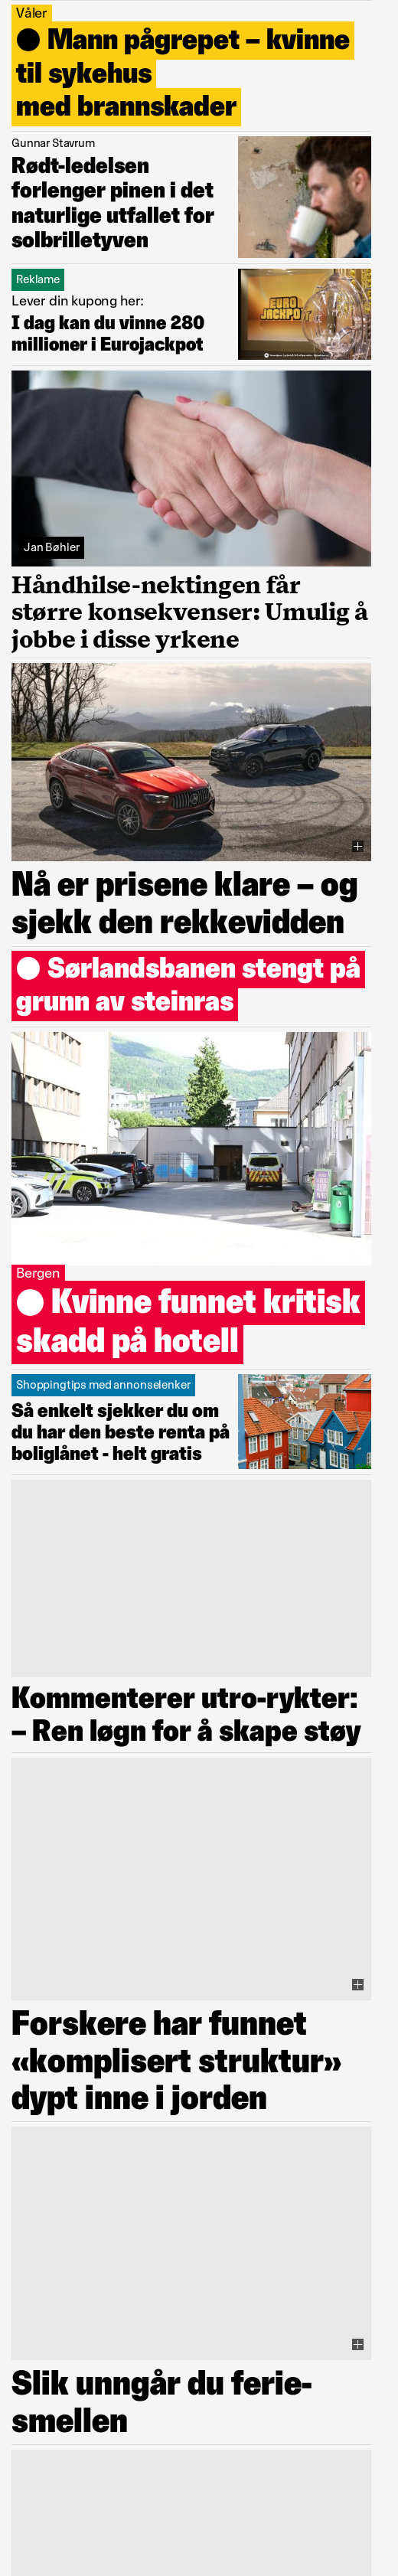 Våler
Mann pågrepet – kvinne
til sykehus
med brannskader
Gunnar Stavrum
Rødt-ledelsen
forlenger pinen i det
naturlige utfallet for
solbrilletyven
Reklame
Lever din kupong her:
I dag kan du vinne 280
millioner i Eurojackpot
EURO
JACKPOT
Jan Bøhler
Håndhilse-nektingen får
større konsekvenser: Umulig å
jobbe i disse yrkene
Nå er prisene klare – og
sjekk den rekkevidden
Sørlandsbanen stengt på
grunn av steinras
Bergen
Kvinne funnet kritisk
skadd på hotell
Shoppingtips med annonselenker
Så enkelt sjekker du om
du har den beste renta på
boliglånet - helt gratis
Kommenterer utro-rykter:
– Ren løgn for å skape støy
Forskere har funnet
«komplisert struktur»
dypt inne i jorden
Slik unngår du ferie-
smellen